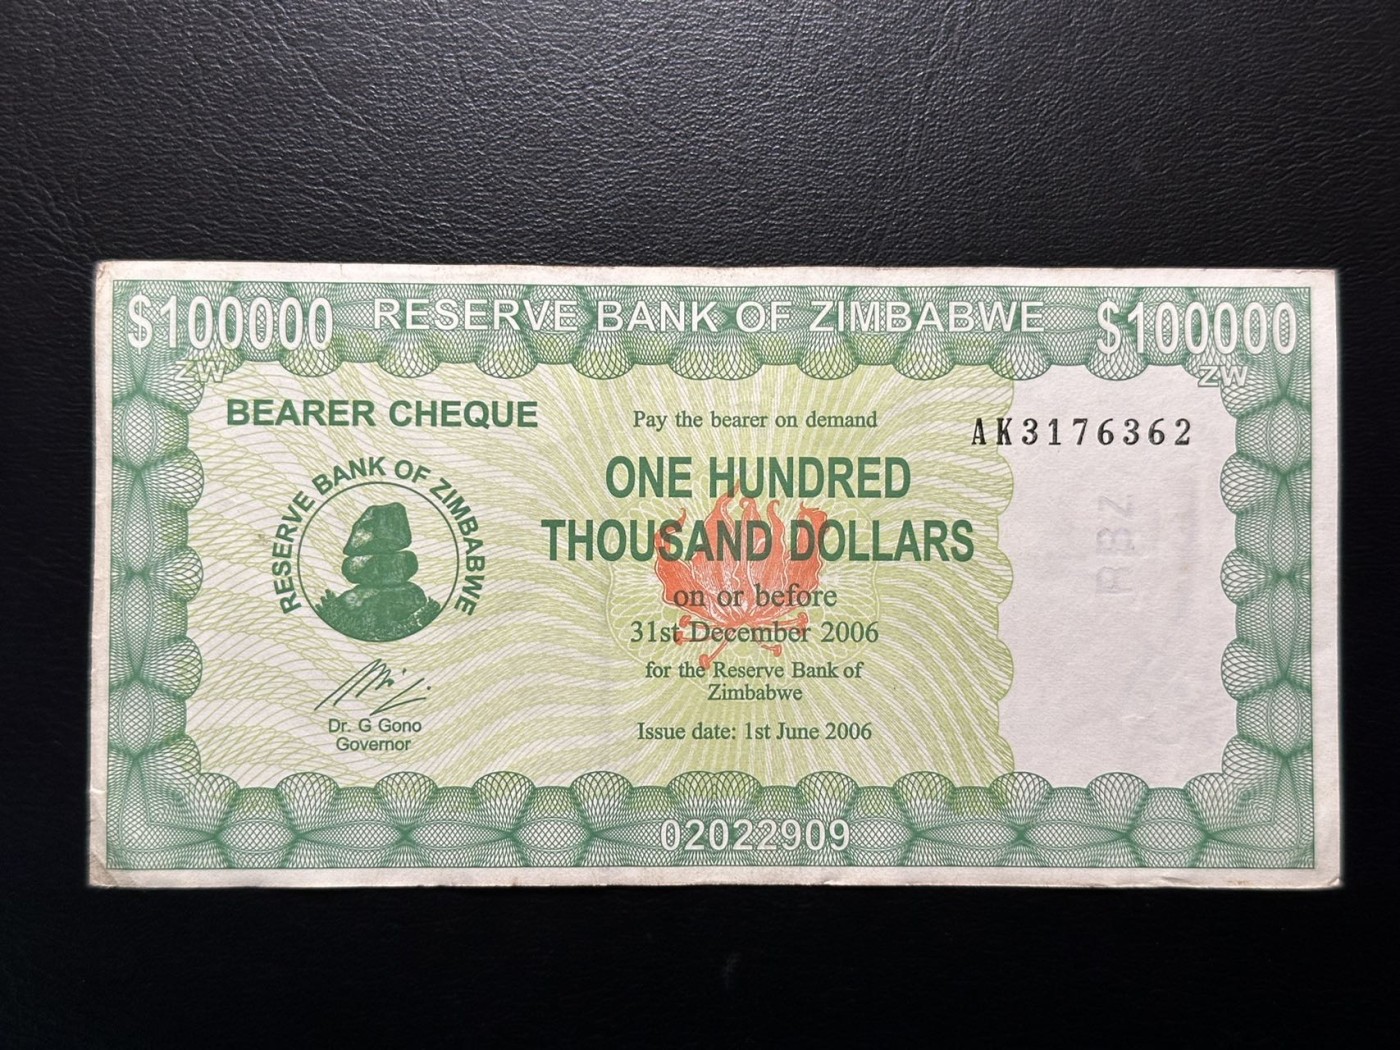 $100000 RESERVE BANK OF ZIMBABWE $100000
ZW ZW
BEARER CHEQUE
Pay the bearer on demand
AK3176362
ONE HUNDRED
THOUSAND DOLLARS
RESERVE BANK OF ZIMBABWE
on or before
31st December 2006
for the Reserve Bank of
Zimbabwe
Issue date: 1st June 2006
Dr. G Gono
Governor
RBZ
02022909